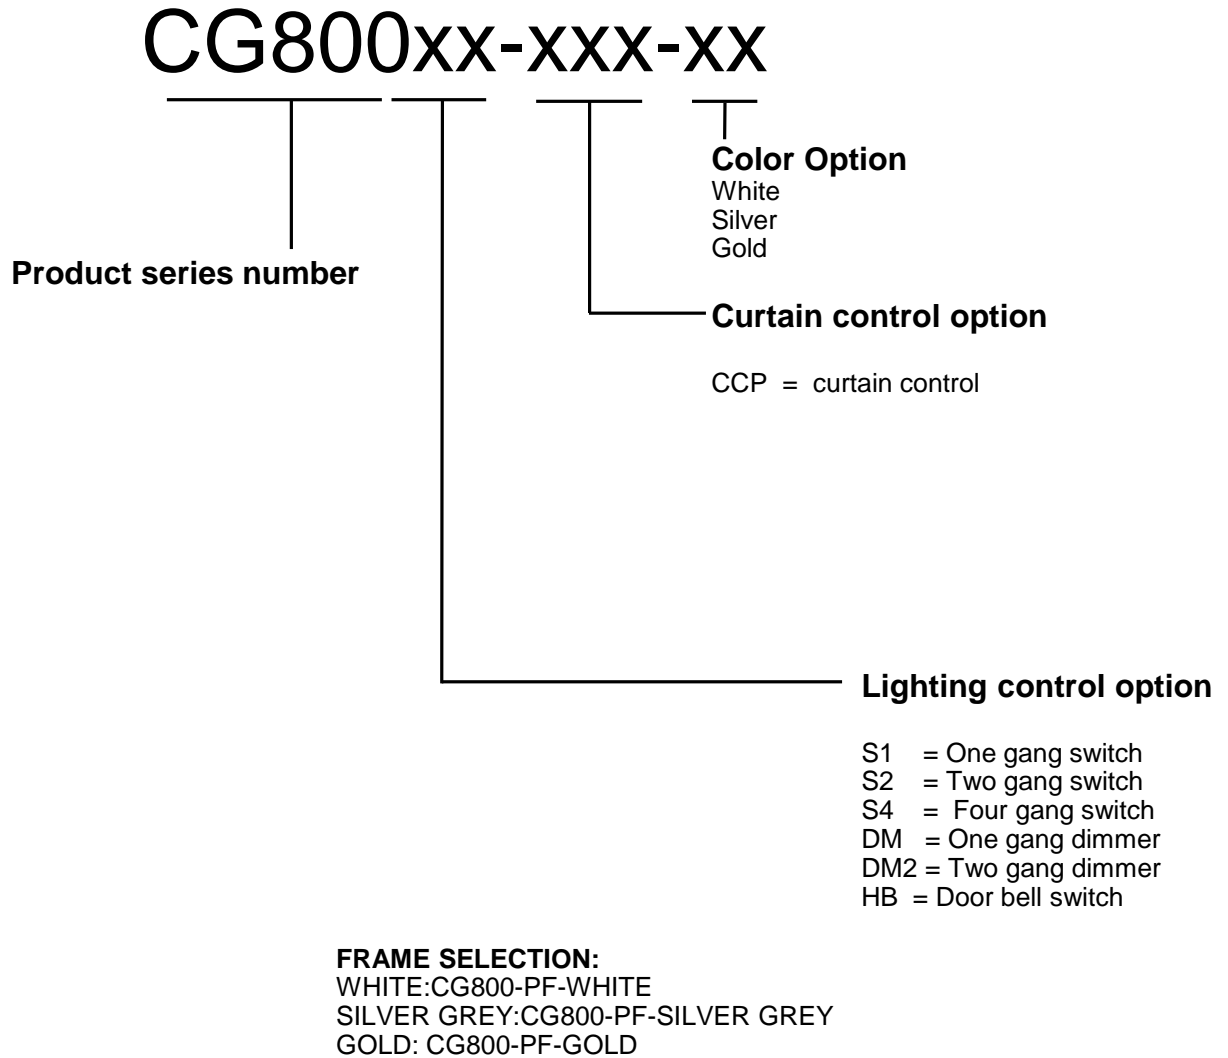 CG800xx-xxx-xx
Color Option
White
Silver
Gold
Product series number
Curtain control option
CCP = curtain control
Lighting control option
S1 = One gang switch
S2 = Two gang switch
S4 = Four gang switch
DM = One gang dimmer
DM2 = Two gang dimmer
HB = Door bell switch
FRAME SELECTION:
WHITE:CG800-PF-WHITE
SILVER GREY:CG800-PF-SILVER GREY
GOLD: CG800-PF-GOLD